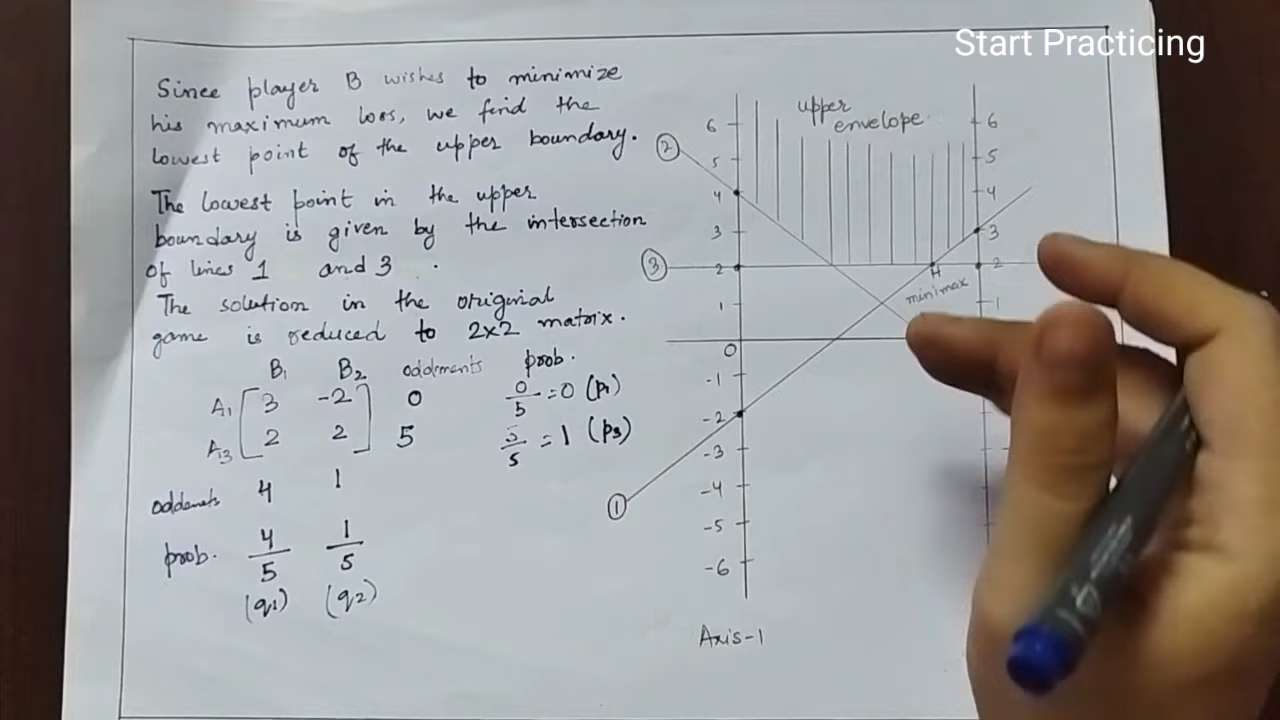 Start Practicing
Since player B wishes to minimize
his maximum loss, we find the
lowest point of the upper boundary.
The lowest point in the upper
boundary is given by the intersection
of lines 1 and 3 .
The solution in the original
game is reduced to 2x2 matrix.
B1 B2 oddments prob.
A1 3 -2 0 0/5 = 0 (P1)
A3 2 2 5 5/5 = 1 (P3)
oddments 4 1
prob. 4/5 1/5
(q1) (q2)
upper
envelope
6 6
2
5 5
4 4
3 3
3 2 2
H
minimax
1 1
0
-1
-2
-3
-4
1
-5
-6
Axis-1